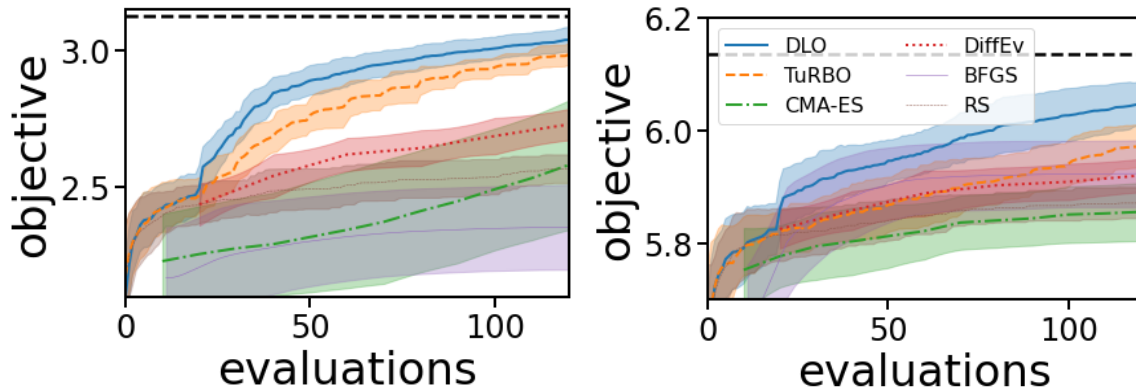 objective
3.0
2.5
0 50 100
evaluations
objective
6.2
6.0
5.8
DLO DiffEv
TuRBO BFGS
CMA-ES RS
0 50 100
evaluations